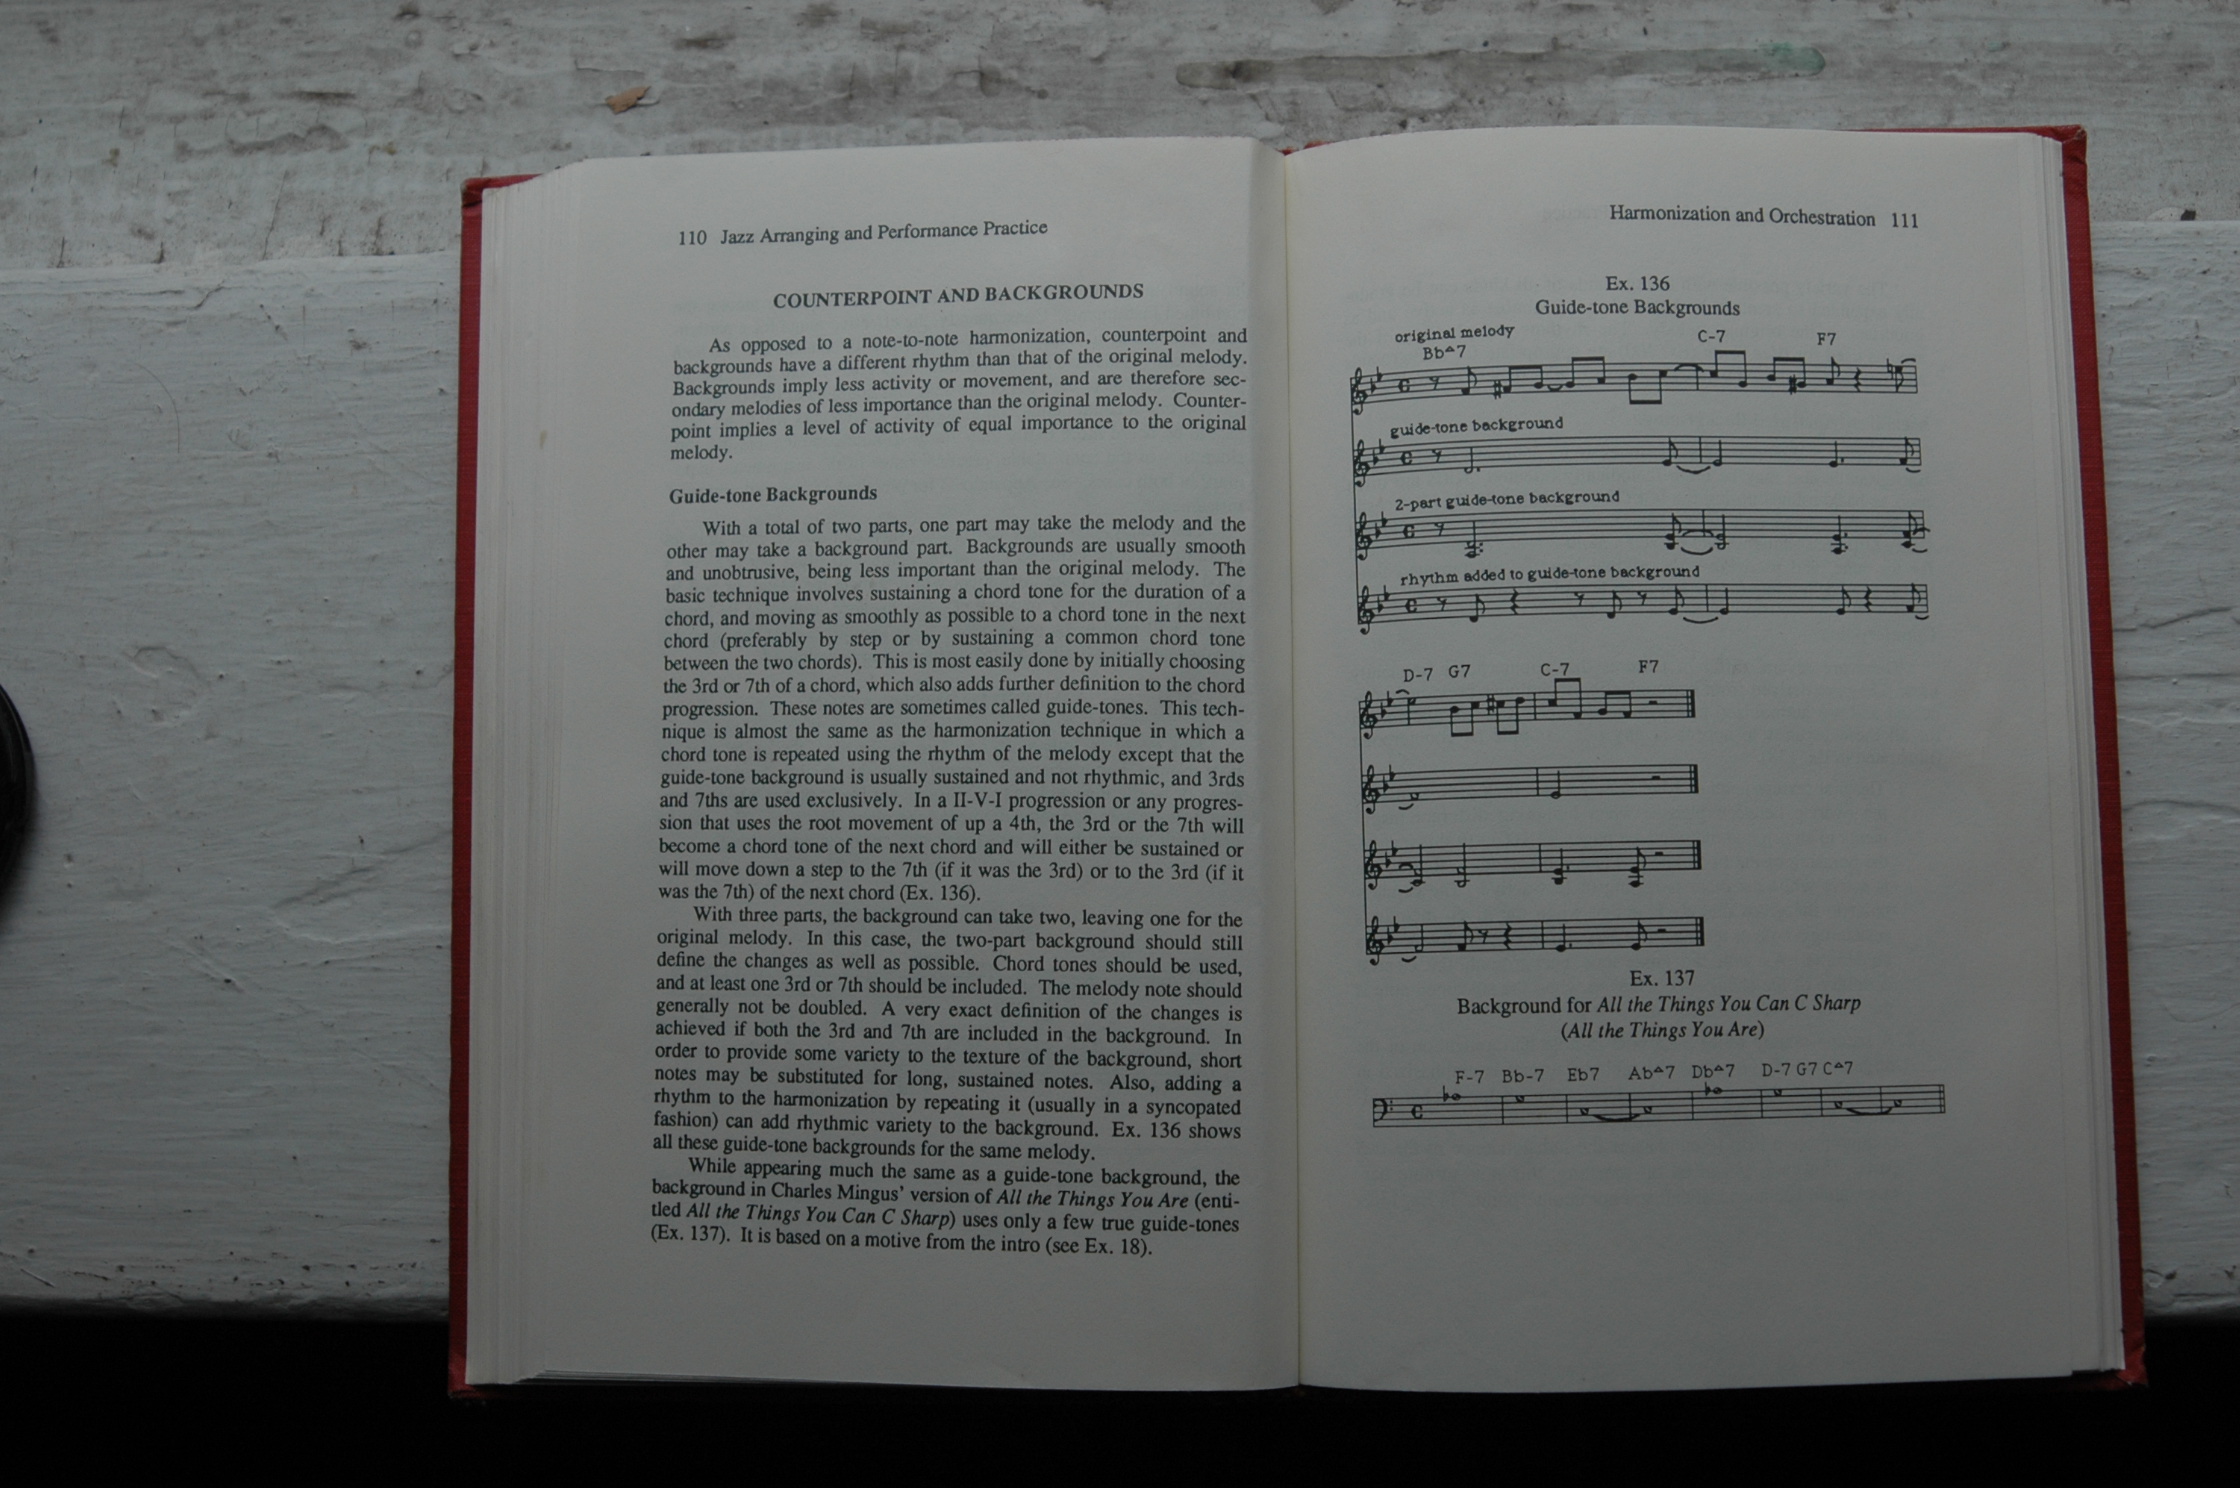 110 Jazz Arranging and Performance Practice
COUNTERPOINT AND BACKGROUNDS
As opposed to a note-to-note harmonization, counterpoint and
backgrounds have a different rhythm than that of the original melody.
Backgrounds imply less activity or movement, and are therefore sec-
ondary melodies of less importance than the original melody. Counter-
point implies a level of activity of equal importance to the original
melody.
Guide-tone Backgrounds
With a total of two parts, one part may take the melody and the
other may take a background part. Backgrounds are usually smooth
and unobtrusive, being less important than the original melody. The
basic technique involves sustaining a chord tone for the duration of a
chord, and moving as smoothly as possible to a chord tone in the next
chord (preferably by step or by sustaining a common chord tone
between the two chords). This is most easily done by initially choosing
the 3rd or 7th of a chord, which also adds further definition to the chord
progression. These notes are sometimes called guide-tones. This tech-
nique is almost the same as the harmonization technique in which a
chord tone is repeated using the rhythm of the melody except that the
guide-tone background is usually sustained and not rhythmic, and 3rds
and 7ths are used exclusively. In a II-V-I progression or any progres-
sion that uses the root movement of up a 4th, the 3rd or the 7th will
become a chord tone of the next chord and will either be sustained or
will move down a step to the 7th (if it was the 3rd) or to the 3rd (if it
was the 7th) of the next chord (Ex. 136).
With three parts, the background can take two, leaving one for the
original melody. In this case, the two-part background should still
define the changes as well as possible. Chord tones should be used,
and at least one 3rd or 7th should be included. The melody note should
generally not be doubled. A very exact definition of the changes is
achieved if both the 3rd and 7th are included in the background. In
order to provide some variety to the texture of the background, short
notes may be substituted for long, sustained notes. Also, adding a
rhythm to the harmonization by repeating it (usually in a syncopated
fashion) can add rhythmic variety to the background. Ex. 136 shows
all these guide-tone backgrounds for the same melody.
While appearing much the same as a guide-tone background, the
background in Charles Mingus' version of All the Things You Are (enti-
tled All the Things You Can C Sharp) uses only a few true guide-tones
(Ex. 137). It is based on a motive from the intro (see Ex. 18).
Harmonization and Orchestration 111
Ex. 136
Guide-tone Backgrounds
original melody
Bb△7 C-7 F7
guide-tone background
2-part guide-tone background
rhythm added to guide-tone background
D-7 G7 C-7 F7
Ex. 137
Background for All the Things You Can C Sharp
(All the Things You Are)
F-7 Bb-7 Eb7 Ab△7 Db△7 D-7 G7 C△7